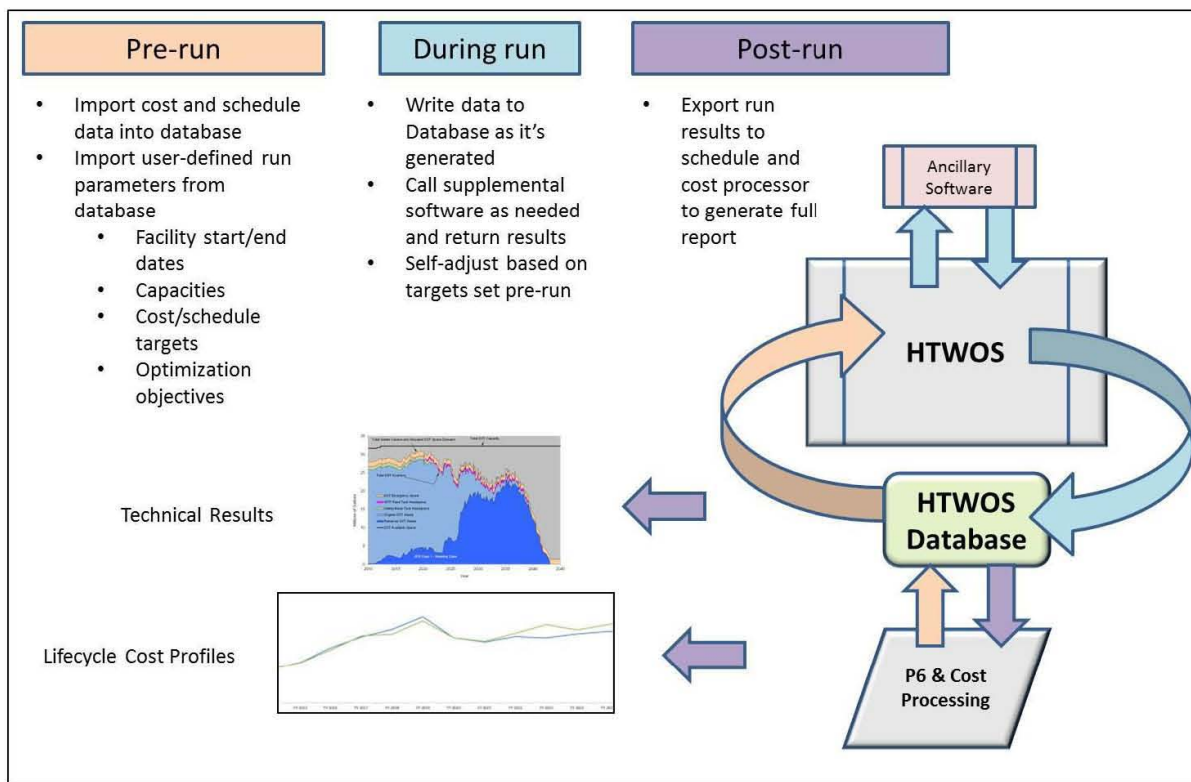 Pre-run
• Import cost and schedule
data into database
• Import user-defined run
parameters from
database
• Facility start/end
dates
• Capacities
• Cost/schedule
targets
• Optimization
objectives
During run
• Write data to
Database as it's
generated
• Call supplemental
software as needed
and return results
• Self-adjust based on
targets set pre-run
Post-run
• Export run
results to
schedule and
cost processor
to generate full
report
Ancillary
Software
HTWOS
HTWOS
Database
P6 & Cost
Processing
Technical Results
Lifecycle Cost Profiles